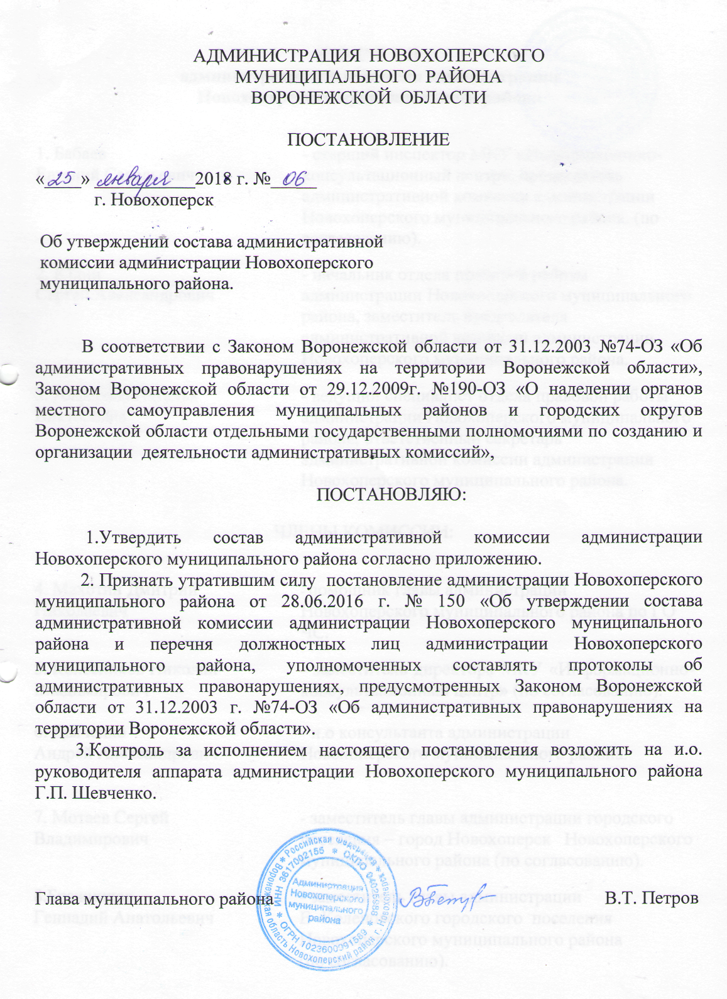 АДМИНИСТРАЦИЯ НОВОХОПЕРСКОГО
МУНИЦИПАЛЬНОГО РАЙОНА
ВОРОНЕЖСКОЙ ОБЛАСТИ
ПОСТАНОВЛЕНИЕ
«25» января 2018 г. № 06
г. Новохоперск
Об утверждении состава административной
комиссии администрации Новохоперского
муниципального района.
В соответствии с Законом Воронежской области от 31.12.2003 №74-ОЗ «Об
административных правонарушениях на территории Воронежской области»,
Законом Воронежской области от 29.12.2009г. №190-ОЗ «О наделении органов
местного самоуправления муниципальных районов и городских округов
Воронежской области отдельными государственными полномочиями по созданию и
организации деятельности административных комиссий»,
ПОСТАНОВЛЯЮ:
1.Утвердить состав административной комиссии администрации
Новохоперского муниципального района согласно приложению.
2. Признать утратившим силу постановление администрации Новохоперского
муниципального района от 28.06.2016 г. № 150 «Об утверждении состава
административной комиссии администрации Новохоперского муниципального
района и перечня должностных лиц администрации Новохоперского
муниципального района, уполномоченных составлять протоколы об
административных правонарушениях, предусмотренных Законом Воронежской
области от 31.12.2003 г. №74-ОЗ «Об административных правонарушениях на
территории Воронежской области».
3.Контроль за исполнением настоящего постановления возложить на и.о.
руководителя аппарата администрации Новохоперского муниципального района
Г.П. Шевченко.
Глава муниципального района В.Т. Петров
Российская Федерация * Воронежская область Новохоперский район г. Новохоперск
* ИНН 3617002155 * ОКПО * ОГРН
Администрация
Новохоперского
муниципального
района